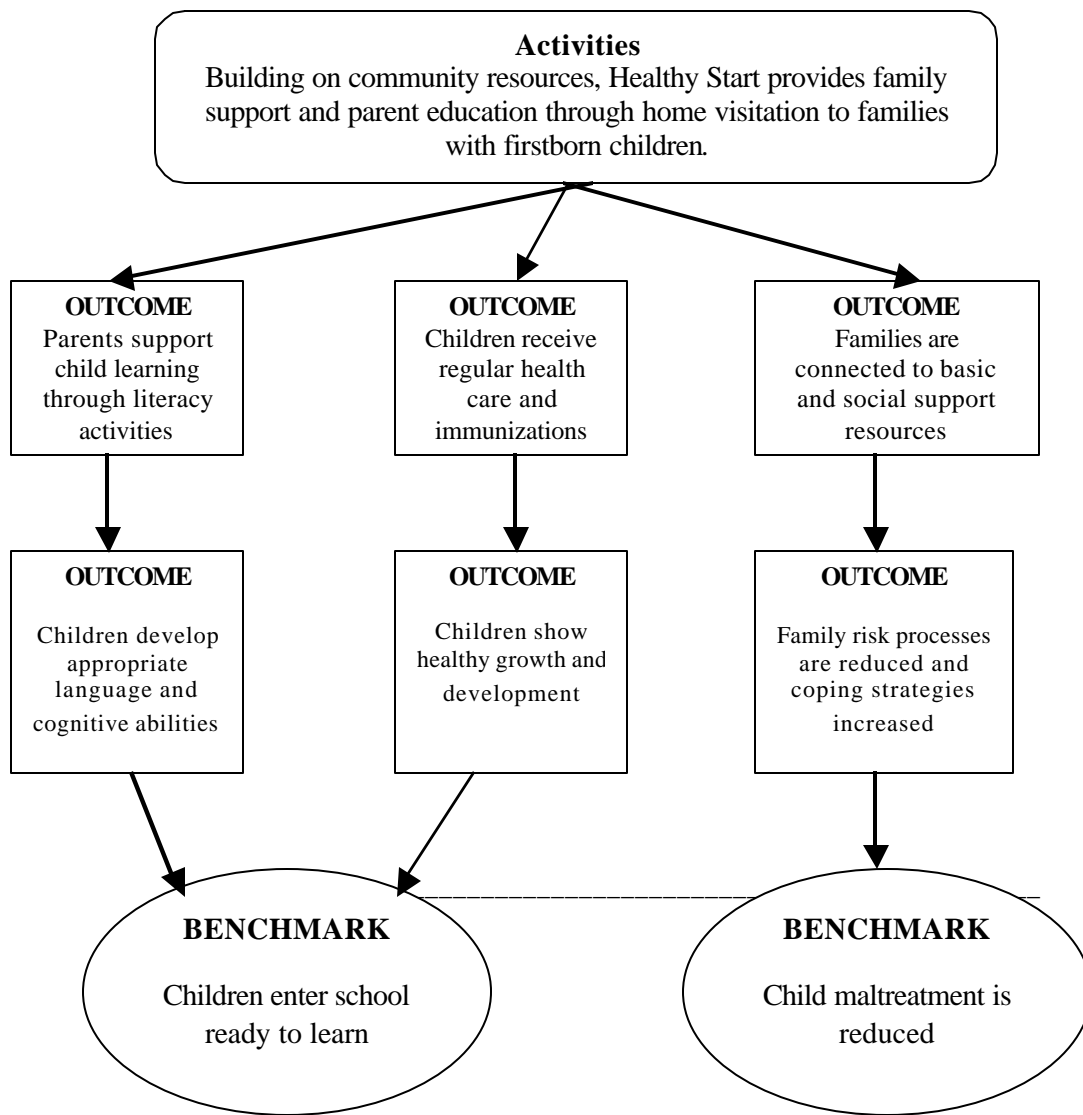 Activities
Building on community resources, Healthy Start provides family
support and parent education through home visitation to families
with firstborn children.
OUTCOME
Parents support
child learning
through literacy
activities
OUTCOME
Children receive
regular health
care and
immunizations
OUTCOME
Families are
connected to basic
and social support
resources
OUTCOME
Children develop
appropriate
language and
cognitive abilities
OUTCOME
Children show
healthy growth and
development
OUTCOME
Family risk processes
are reduced and
coping strategies
increased
BENCHMARK
Children enter school
ready to learn
BENCHMARK
Child maltreatment is
reduced